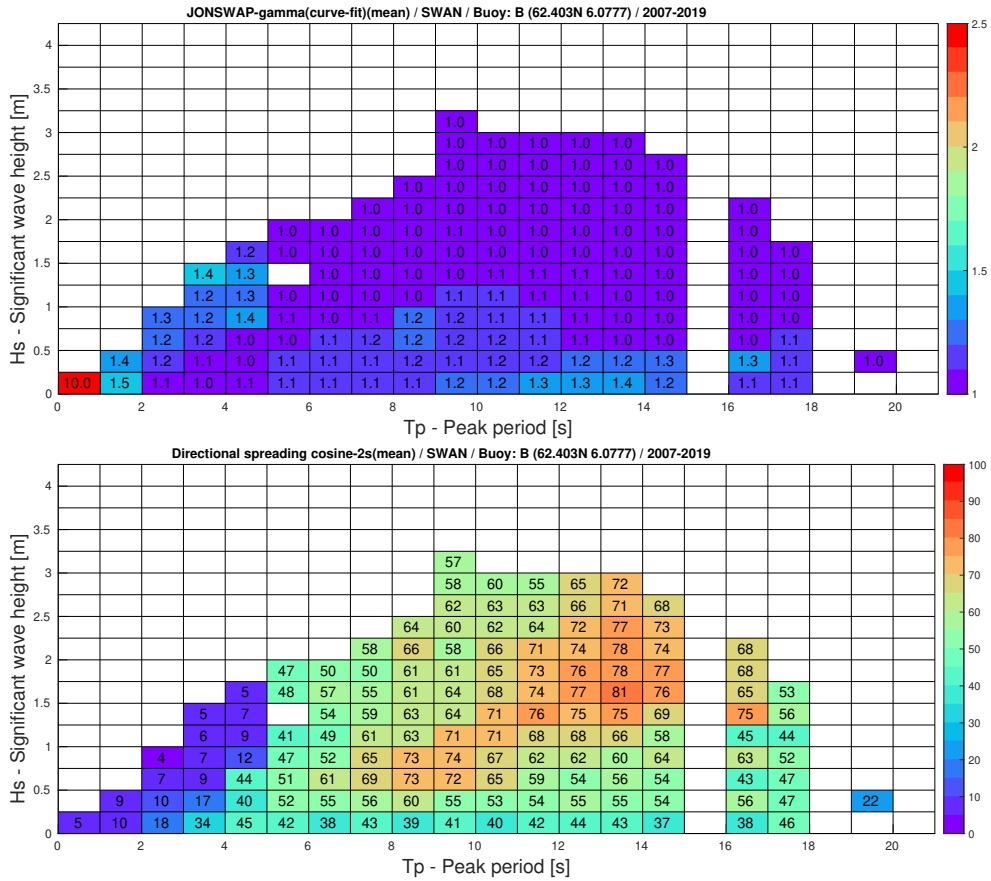 JONSWAP-gamma(curve-fit)(mean) / SWAN / Buoy: B (62.403N 6.0777) / 2007-2019
Hs - Significant wave height [m]
4
3.5
1.0
3
1.0 1.0 1.0 1.0 1.0
1.0 1.0 1.0 1.0 1.0 1.0
2.5
1.0 1.0 1.0 1.0 1.0 1.0 1.0
1.0 1.0 1.0 1.0 1.0 1.0 1.0 1.0 1.0
2
1.0 1.0 1.0 1.0 1.1 1.0 1.0 1.0 1.0 1.0 1.0
1.2 1.0 1.0 1.0 1.0 1.0 1.0 1.0 1.0 1.0 1.0 1.0 1.0
1.5
1.4 1.3 1.0 1.0 1.0 1.0 1.1 1.1 1.1 1.0 1.0 1.0 1.0
1.2 1.3 1.0 1.0 1.0 1.0 1.1 1.1 1.1 1.1 1.0 1.0 1.0 1.0
1
1.3 1.2 1.4 1.1 1.0 1.1 1.2 1.2 1.1 1.1 1.0 1.0 1.0 1.0 1.0
1.2 1.2 1.0 1.0 1.1 1.2 1.2 1.2 1.1 1.1 1.1 1.0 1.0 1.0 1.1
0.5
1.4 1.2 1.1 1.0 1.1 1.1 1.2 1.2 1.1 1.2 1.2 1.2 1.2 1.3 1.3 1.1 1.0
10.0 1.5 1.1 1.0 1.1 1.1 1.1 1.1 1.1 1.2 1.2 1.3 1.3 1.4 1.2 1.1 1.1
0
0 2 4 6 8 10 12 14 16 18 20
Tp - Peak period [s]
2.5
2
1.5
1
Directional spreading cosine-2s(mean) / SWAN / Buoy: B (62.403N 6.0777) / 2007-2019
Hs - Significant wave height [m]
4
3.5
57
3
58 60 55 65 72
62 63 63 66 71 68
2.5
64 60 62 64 72 77 73
58 66 58 66 71 74 78 74 68
2
47 50 50 61 61 65 73 76 78 77 68
5 48 57 55 61 64 68 74 77 81 76 65 53
1.5
5 7 54 59 63 64 71 76 75 75 69 75 56
6 9 41 49 61 63 71 71 68 68 66 58 45 44
1
4 7 12 47 52 65 73 74 67 62 62 60 64 63 52
7 9 44 51 61 69 73 72 65 59 54 56 54 43 47
0.5
9 10 17 40 52 55 56 60 55 53 54 55 55 54 56 47 22
5 10 18 34 45 42 38 43 39 41 40 42 44 43 37 38 46
0
0 2 4 6 8 10 12 14 16 18 20
Tp - Peak period [s]
100
90
80
70
60
50
40
30
20
10
0